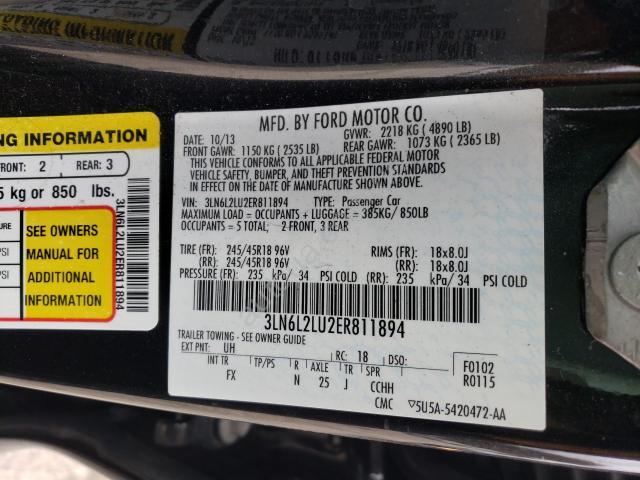 NG INFORMATION
FRONT: 2 REAR: 3
5 kg or 850 lbs.
SEE OWNERS
MANUAL FOR
ADDITIONAL
INFORMATION
3LN6L2LU2ER811894
MFD. BY FORD MOTOR CO.
DATE: 10/13 GVWR: 2218 KG ( 4890 LB)
FRONT GAWR: 1150 KG ( 2535 LB) REAR GAWR: 1073 KG ( 2365 LB)
THIS VEHICLE CONFORMS TO ALL APPLICABLE FEDERAL MOTOR
VEHICLE SAFETY, BUMPER, AND THEFT PREVENTION STANDARDS
IN EFFECT ON THE DATE OF MANUFACTURE SHOWN ABOVE.
VIN: 3LN6L2LU2ER811894 TYPE: Passenger Car
MAXIMUM LOAD = OCCUPANTS + LUGGAGE = 385KG/850LB
OCCUPANTS = 5 TOTAL; 2-FRONT, 3 REAR
TIRE (FR): 245/45R18 96V RIMS (FR): 18x8.0J
(RR): 245/45R18 96V (RR): 18x8.0J
PRESSURE (FR): 235 kPa/ 34 PSI COLD (RR): 235 kPa/ 34 PSI COLD
3LN6L2LU2ER811894
TRAILER TOWING - SEE OWNER GUIDE
EXT PNT: UH RC: 18 DSO: F0102
INT TR TP/PS R AXLE TR SPR R0115
FX N 25 J CCHH
CMC ▽5U5A-5420472-AA